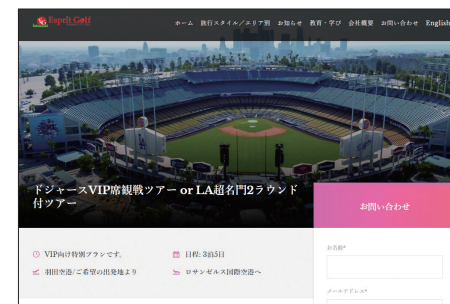 Esprit Golf
ホーム 旅行スタイル/エリア別 お知らせ 教育・学び 会社概要 お問い合わせ English
ドジャースVIP席観戦ツアー or LA超名門2ラウンド
付ツアー
お問い合わせ
VIP向け特別プランです。 日程: 3泊5日
羽田空港/ご希望の出発地より ロサンゼルス国際空港へ
お名前*
メールアドレス*